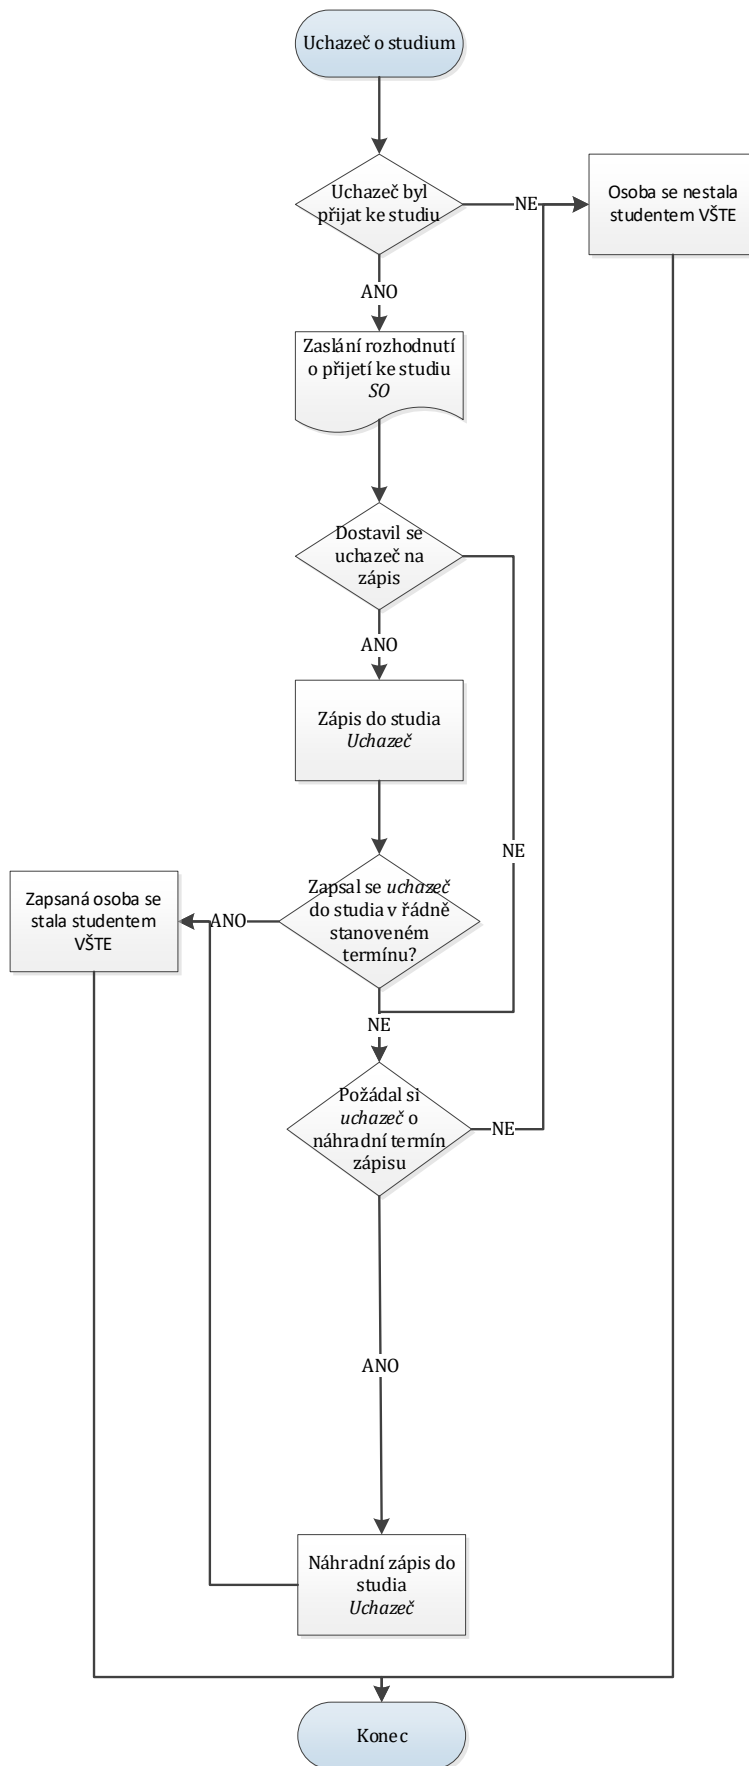 Uchazeč o studium
Uchazeč byl
přijat ke studiu
NE
Osoba se nestala
studentem VŠTE
ANO
Zaslání rozhodnutí
o přijetí ke studiu
SO
Dostavil se
uchazeč na
zápis
ANO
Zápis do studia
Uchazeč
NE
Zapsal se uchazeč
do studia v řádně
stanoveném
termínu?
ANO
Zapsaná osoba se
stala studentem
VŠTE
NE
Požádal si
uchazeč o
náhradní termín
zápisu
NE
ANO
Náhradní zápis do
studia
Uchazeč
Konec